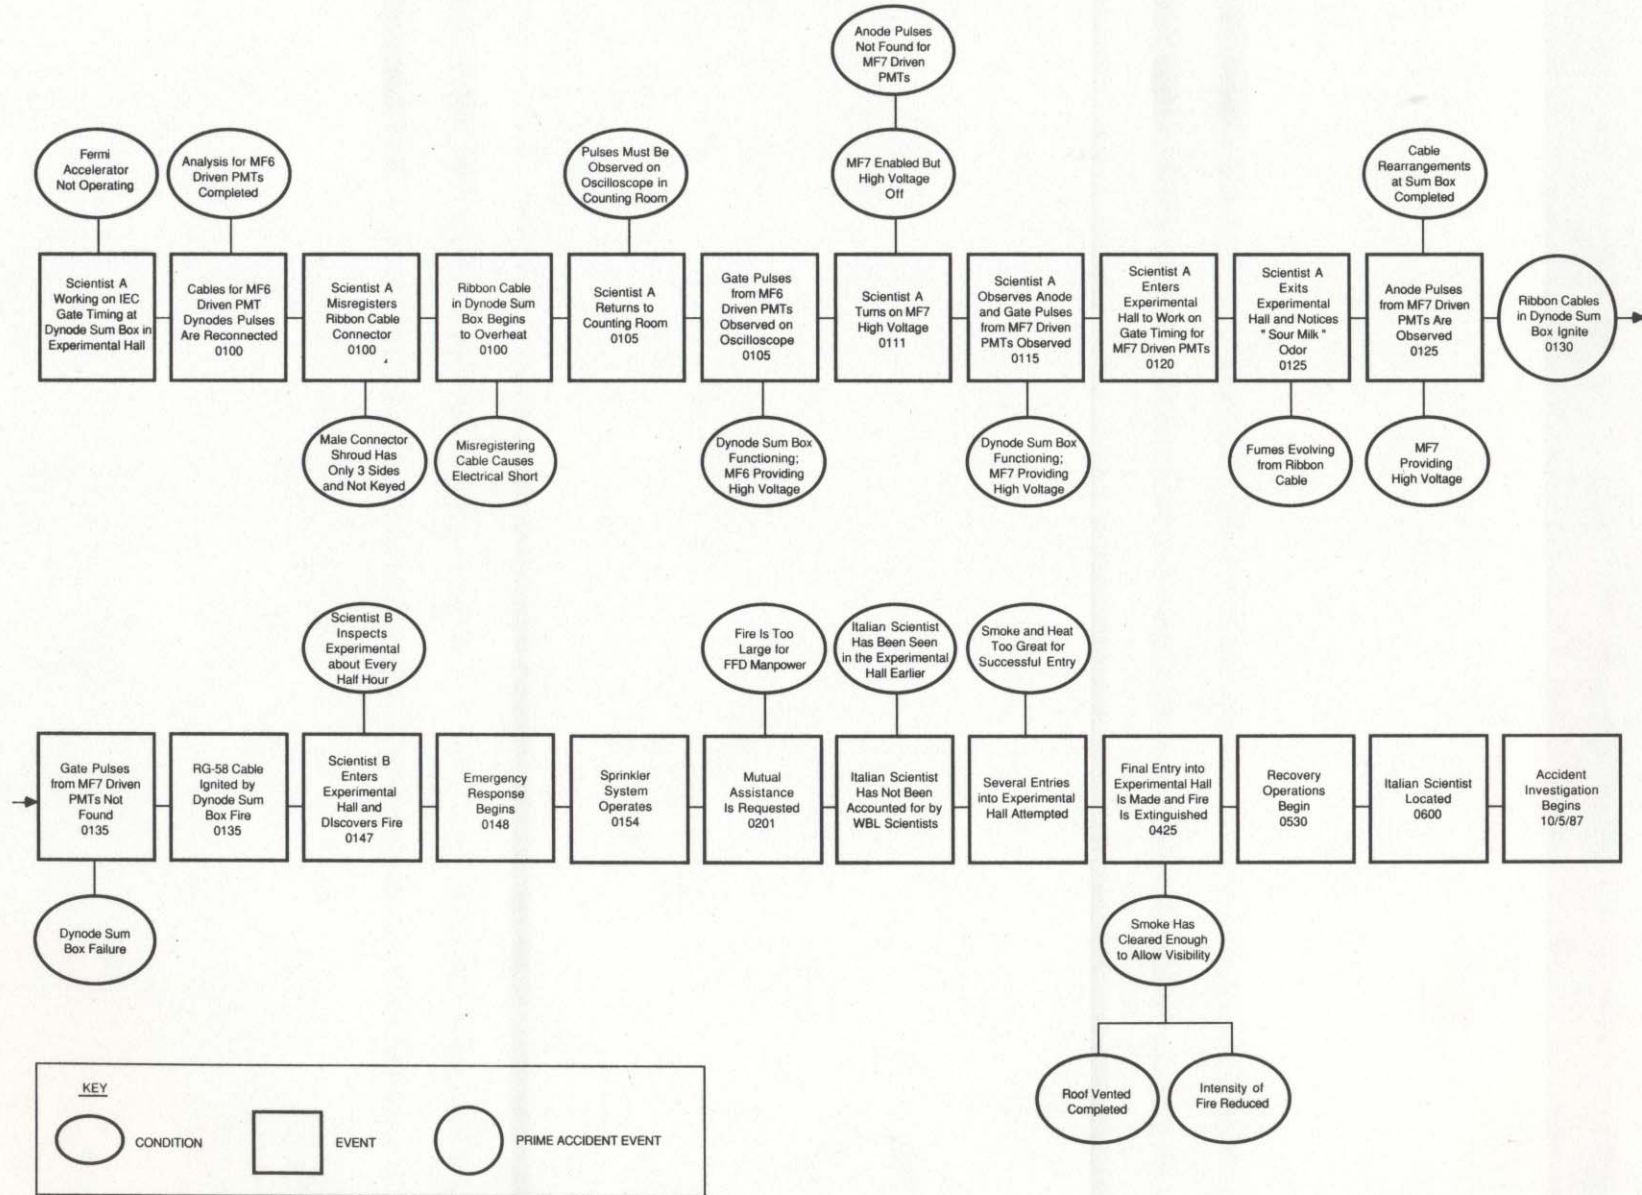 Anode Pulses
Not Found for
MF7 Driven
PMTs
Fermi
Accelerator
Not Operating
Analysis for MF6
Driven PMTs
Completed
Pulses Must Be
Observed on
Oscilloscope in
Counting Room
MF7 Enabled But
High Voltage
Off
Cable
Rearrangements
at Sum Box
Completed
Scientist A
Working on IEC
Gate Timing at
Dynode Sum Box in
Experimental Hall
Cables for MF6
Driven PMT
Dynodes Pulses
Are Reconnected
0100
Scientist A
Misregisters
Ribbon Cable
Connector
0100
Ribbon Cable
in Dynode Sum
Box Begins
to Overheat
0100
Scientist A
Returns to
Counting Room
0105
Gate Pulses
from MF6
Driven PMTs
Observed on
Oscilloscope
0105
Scientist A
Turns on MF7
High Voltage
0111
Scientist A
Observes Anode
and Gate Pulses
from MF7 Driven
PMTs Observed
0115
Scientist A
Enters
Experimental
Hall to Work on
Gate Timing for
MF7 Driven PMTs
0120
Scientist A
Exits
Experimental
Hall and Notices
" Sour Milk "
Odor
0125
Anode Pulses
from MF7 Driven
PMTs Are
Observed
0125
Ribbon Cables
in Dynode Sum
Box Ignite
0130
Male Connector
Shroud Has
Only 3 Sides
and Not Keyed
Misregistering
Cable Causes
Electrical Short
Dynode Sum Box
Functioning;
MF6 Providing
High Voltage
Dynode Sum Box
Functioning;
MF7 Providing
High Voltage
Fumes Evolving
from Ribbon
Cable
MF7
Providing
High Voltage
Scientist B
Inspects
Experimental
about Every
Half Hour
Fire Is Too
Large for
FFD Manpower
Italian Scientist
Has Been Seen
in the Experimental
Hall Earlier
Smoke and Heat
Too Great for
Successful Entry
Gate Pulses
from MF7 Driven
PMTs Not
Found
0135
RG-58 Cable
Ignited by
Dynode Sum
Box Fire
0135
Scientist B
Enters
Experimental
Hall and
DIscovers Fire
0147
Emergency
Response
Begins
0148
Sprinkler
System
Operates
0154
Mutual
Assistance
Is Requested
0201
Italian Scientist
Has Not Been
Accounted for by
WBL Scientists
Several Entries
into Experimental
Hall Attempted
Final Entry into
Experimental Hall
Is Made and Fire
Is Extinguished
0425
Recovery
Operations
Begin
0530
Italian Scientist
Located
0600
Accident
Investigation
Begins
10/5/87
Dynode Sum
Box Failure
Smoke Has
Cleared Enough
to Allow Visibility
Roof Vented
Completed
Intensity of
Fire Reduced
KEY
CONDITION
EVENT
PRIME ACCIDENT EVENT